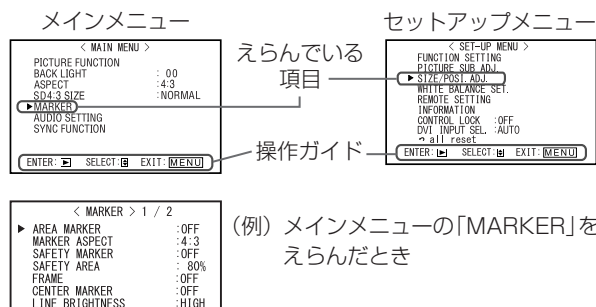 メインメニュー
< MAIN MENU >
PICTURE FUNCTION
BACK LIGHT : 00
ASPECT :4:3
SD4:3 SIZE :NORMAL
▶MARKER
AUDIO SETTING
SYNC FUNCTION
ENTER: ▶ SELECT: EXIT: MENU
えらんでいる
項目
操作ガイド
セットアップメニュー
< SET-UP MENU >
FUNCTION SETTING
PICTURE SUB ADJ.
▶ SIZE/POSI. ADJ.
WHITE BALANCE SET.
REMOTE SETTING
INFORMATION
CONTROL LOCK :OFF
DVI INPUT SEL. :AUTO
all reset
ENTER: ▶ SELECT: EXIT: MENU
< MARKER > 1 / 2
▶ AREA MARKER :OFF
MARKER ASPECT :4:3
SAFETY MARKER :OFF
SAFETY AREA : 80%
FRAME :OFF
CENTER MARKER :OFF
LINE BRIGHTNESS :HIGH
(例) メインメニューの「MARKER」を
えらんだとき